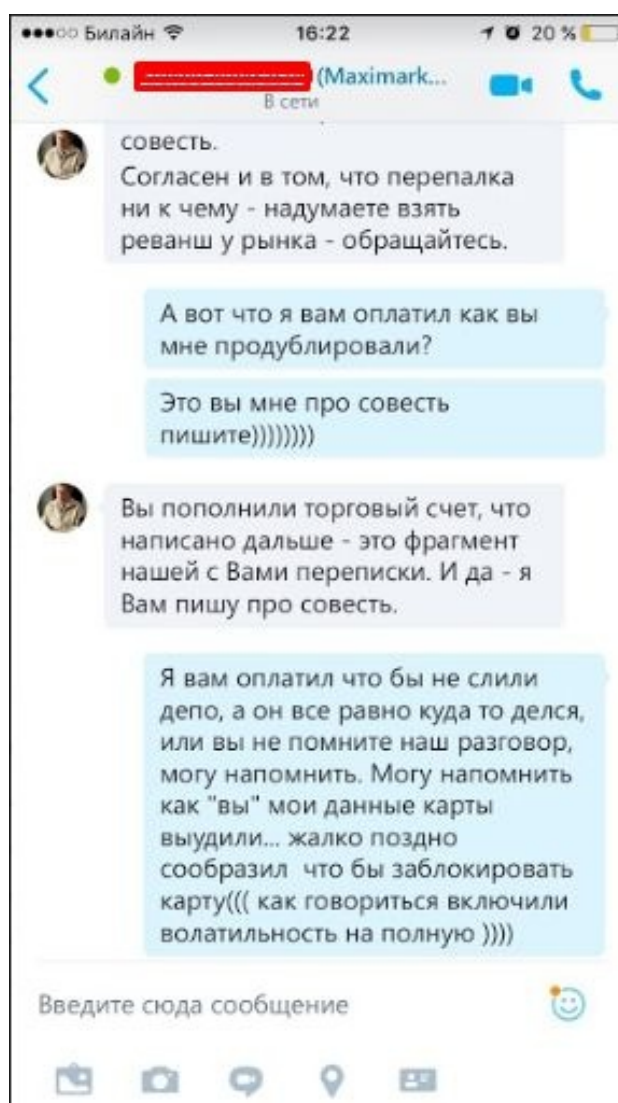 Билайн 16:22 20 %
(Maximark...
В сети
совесть.
Согласен и в том, что перепалка
ни к чему - надумаете взять
реванш у рынка - обращайтесь.
А вот что я вам оплатил как вы
мне продублировали?
Это вы мне про совесть
пишите))))))))
Вы пополнили торговый счет, что
написано дальше - это фрагмент
нашей с Вами переписки. И да - я
Вам пишу про совесть.
Я вам оплатил что бы не слили
депо, а он все равно куда то делся,
или вы не помните наш разговор,
могу напомнить. Могу напомнить
как "вы" мои данные карты
выудили... жалко поздно
сообразил что бы заблокировать
карту((( как говориться включили
волатильность на полную ))))
Введите сюда сообщение